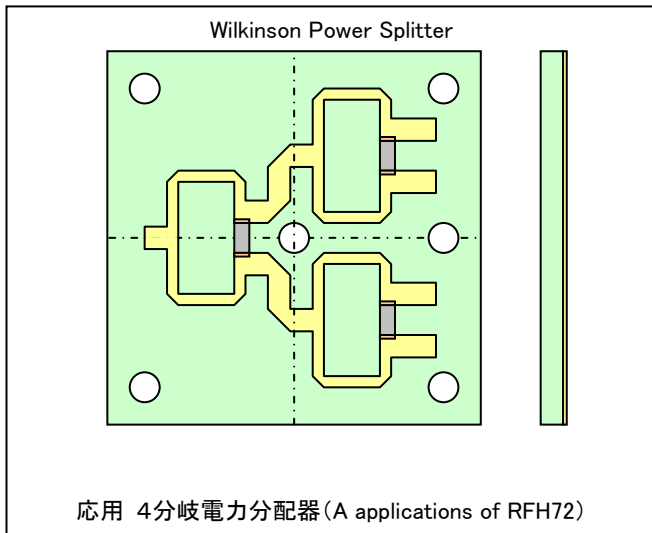 Wilkinson Power Splitter
応用 4分岐電力分配器(A applications of RFH72)